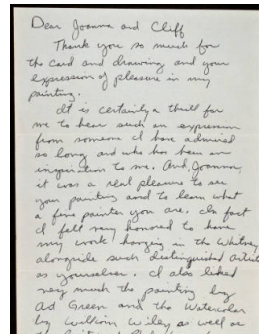 Dear Joanna and Cliff
Thank you so much for
the card and drawing and your
expression of pleasure in my
painting.
It is certainly a thrill for
me to hear such an expression
from someone I have admired
so long and who has been an
inspiration to me. And, Joanna,
it was a real pleasure to see
your painting and to learn what
a fine painter you are. In fact
I felt very honored to have
my work hanging in the Whitney
alongside such distinguished artists
as yourselves. I also liked
very much the painting by
Art Green and the Watercolor
by William Wiley as well as